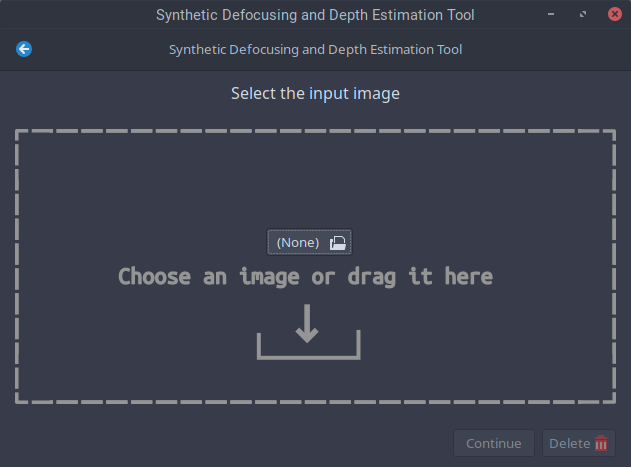 Synthetic Defocusing and Depth Estimation Tool
Synthetic Defocusing and Depth Estimation Tool
Select the input image
(None)
Choose an image or drag it here
Continue
Delete